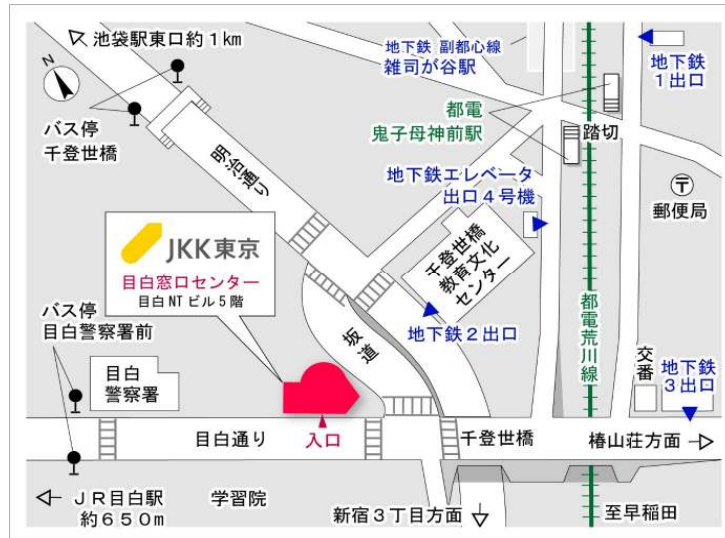 池袋駅東口約1km
N
バス停
千登世橋
明治通り
地下鉄 副都心線
雑司が谷駅
地下鉄
1出口
都電
鬼子母神前駅
踏切
地下鉄エレベータ
出口4号機
〒
郵便局
JKK東京
目白窓口センター
目白NTビル5階
千登世橋
教育文化
センター
バス停
目白警察署前
地下鉄2出口
坂道
都電荒川線
目白
警察署
交番
地下鉄
3出口
目白通り
入口
千登世橋
椿山荘方面
JR目白駅
約650m
学習院
新宿3丁目方面
至早稲田